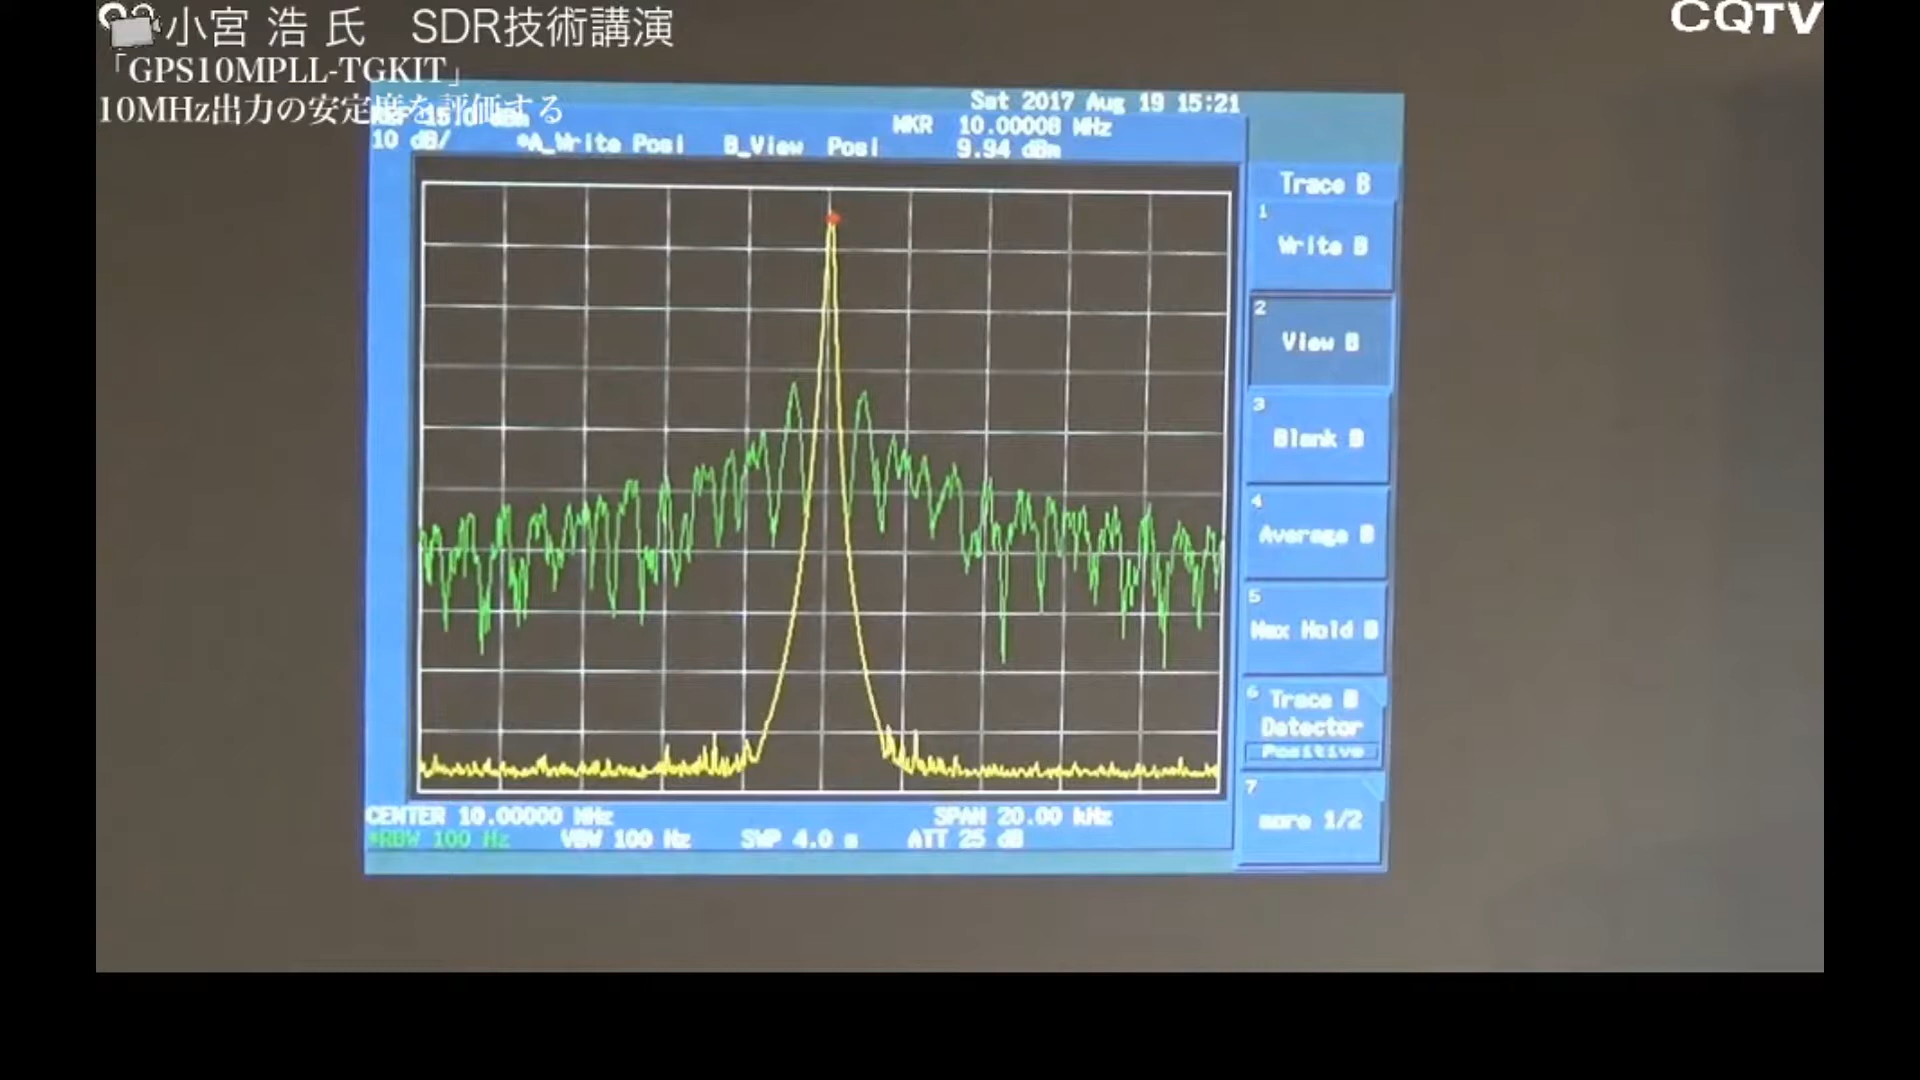 小宮 浩 氏　SDR技術講演
CQTV
「GPS10MPLL-TGKIT」
10MHz出力の安定度を評価する
Sat 2017 Aug 19 15:21
MKR 10.00008 MHz
10 dB/ *A_Write Posi B_View Posi 9.94 dBm
Trace B
1
Write B
2
View B
3
Blank B
4
Average B
5
Max Hold B
6
Trace B
Detector
Positive
7
more 1/2
CENTER 10.00000 MHz SPAN 20.00 kHz
*RBW 100 Hz VBW 100 Hz SWP 4.0 s ATT 25 dB